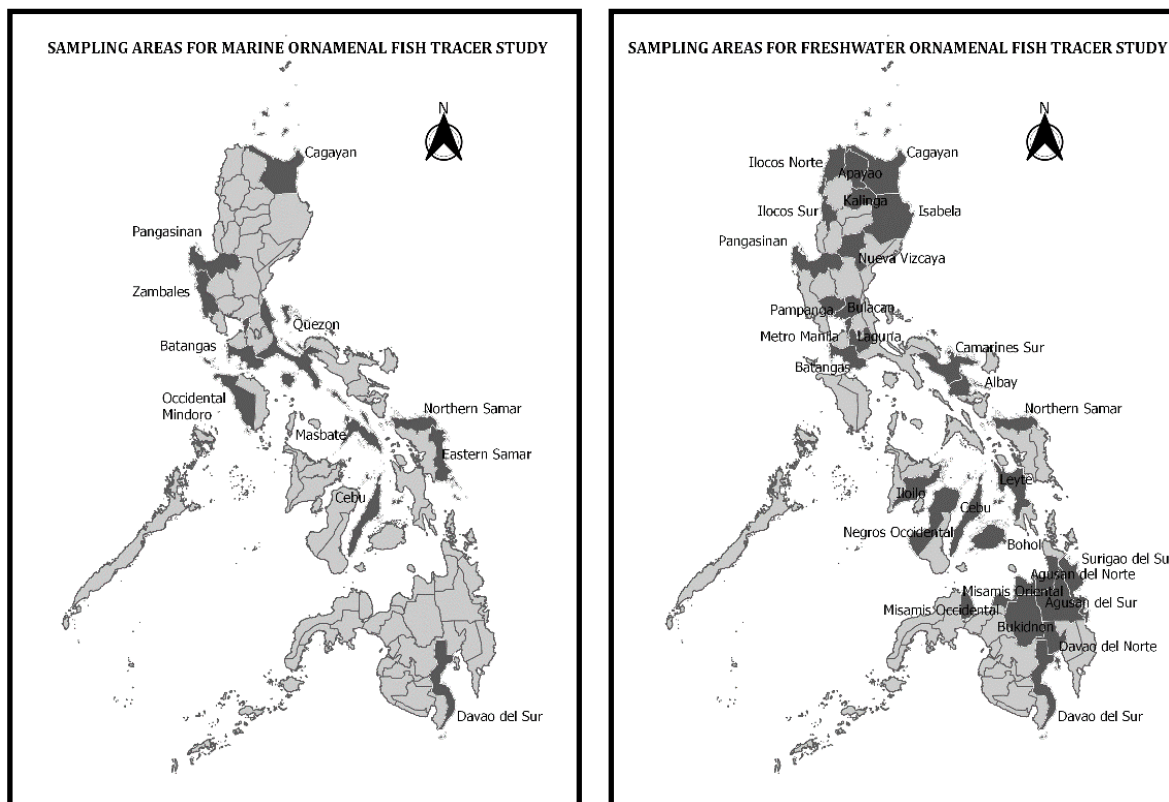 SAMPLING AREAS FOR MARINE ORNAMENAL FISH TRACER STUDY
N
Cagayan
Pangasinan
Zambales
Quezon
Batangas
Occidental
Mindoro
Northern Samar
Masbate
Eastern Samar
Cebu
Davao del Sur
SAMPLING AREAS FOR FRESHWATER ORNAMENAL FISH TRACER STUDY
N
Cagayan
Ilocos Norte
Apayao
Kalinga
Ilocos Sur
Isabela
Pangasinan
Nueva Vizcaya
Pampanga
Bulacan
Metro Manila
Laguna
Batangas
Camarines Sur
Albay
Northern Samar
Leyte
Iloilo
Cebu
Negros Occidental
Bohol
Surigao del Su
Agusan del Norte
Misamis Oriental
Misamis Occidental
Agusan del Sur
Bukidnon
Davao del Norte
Davao del Sur